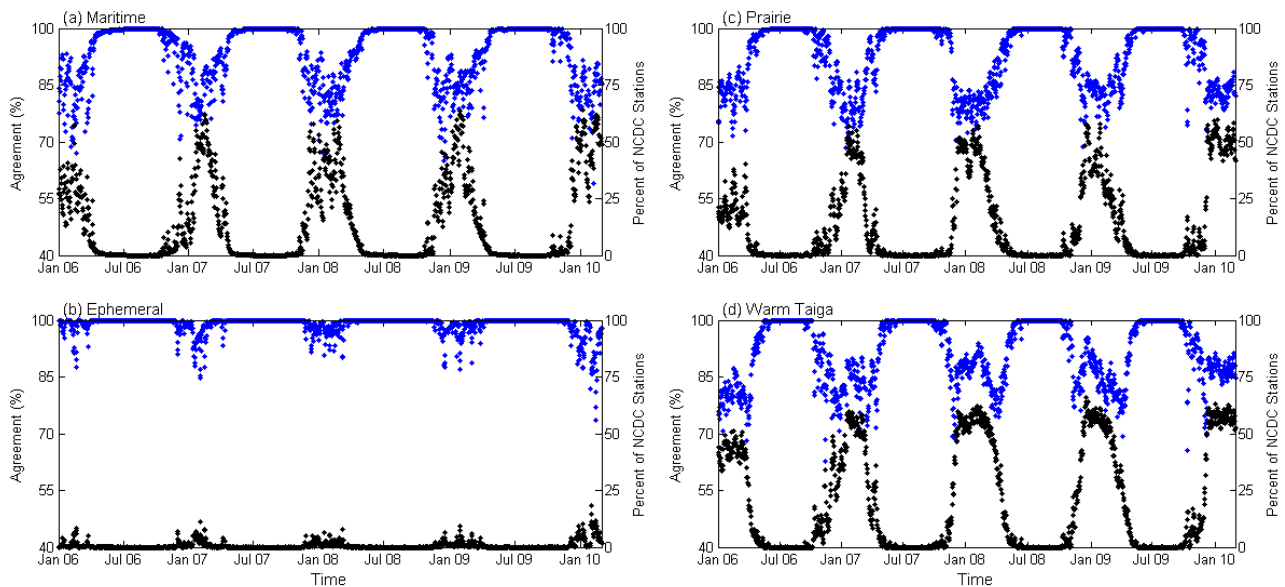 (a) Maritime
100
85
70
55
40
Agreement (%)
100
75
50
25
0
Percent of NCDC Stations
Jan 06 Jul 06 Jan 07 Jul 07 Jan 08 Jul 08 Jan 09 Jul 09 Jan 10
(c) Prairie
100
85
70
55
40
Agreement (%)
100
75
50
25
0
Percent of NCDC Stations
Jan 06 Jul 06 Jan 07 Jul 07 Jan 08 Jul 08 Jan 09 Jul 09 Jan 10
(b) Ephemeral
100
85
70
55
40
Agreement (%)
100
75
50
25
0
Percent of NCDC Stations
Jan 06 Jul 06 Jan 07 Jul 07 Jan 08 Jul 08 Jan 09 Jul 09 Jan 10
Time
(d) Warm Taiga
100
85
70
55
40
Agreement (%)
100
75
50
25
0
Percent of NCDC Stations
Jan 06 Jul 06 Jan 07 Jul 07 Jan 08 Jul 08 Jan 09 Jul 09 Jan 10
Time